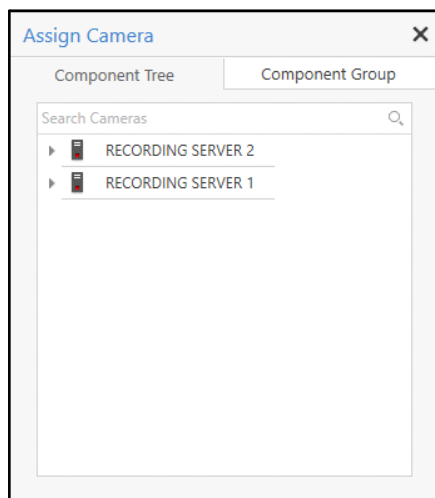 Assign Camera
Component Tree
Component Group
Search Cameras
RECORDING SERVER 2
RECORDING SERVER 1